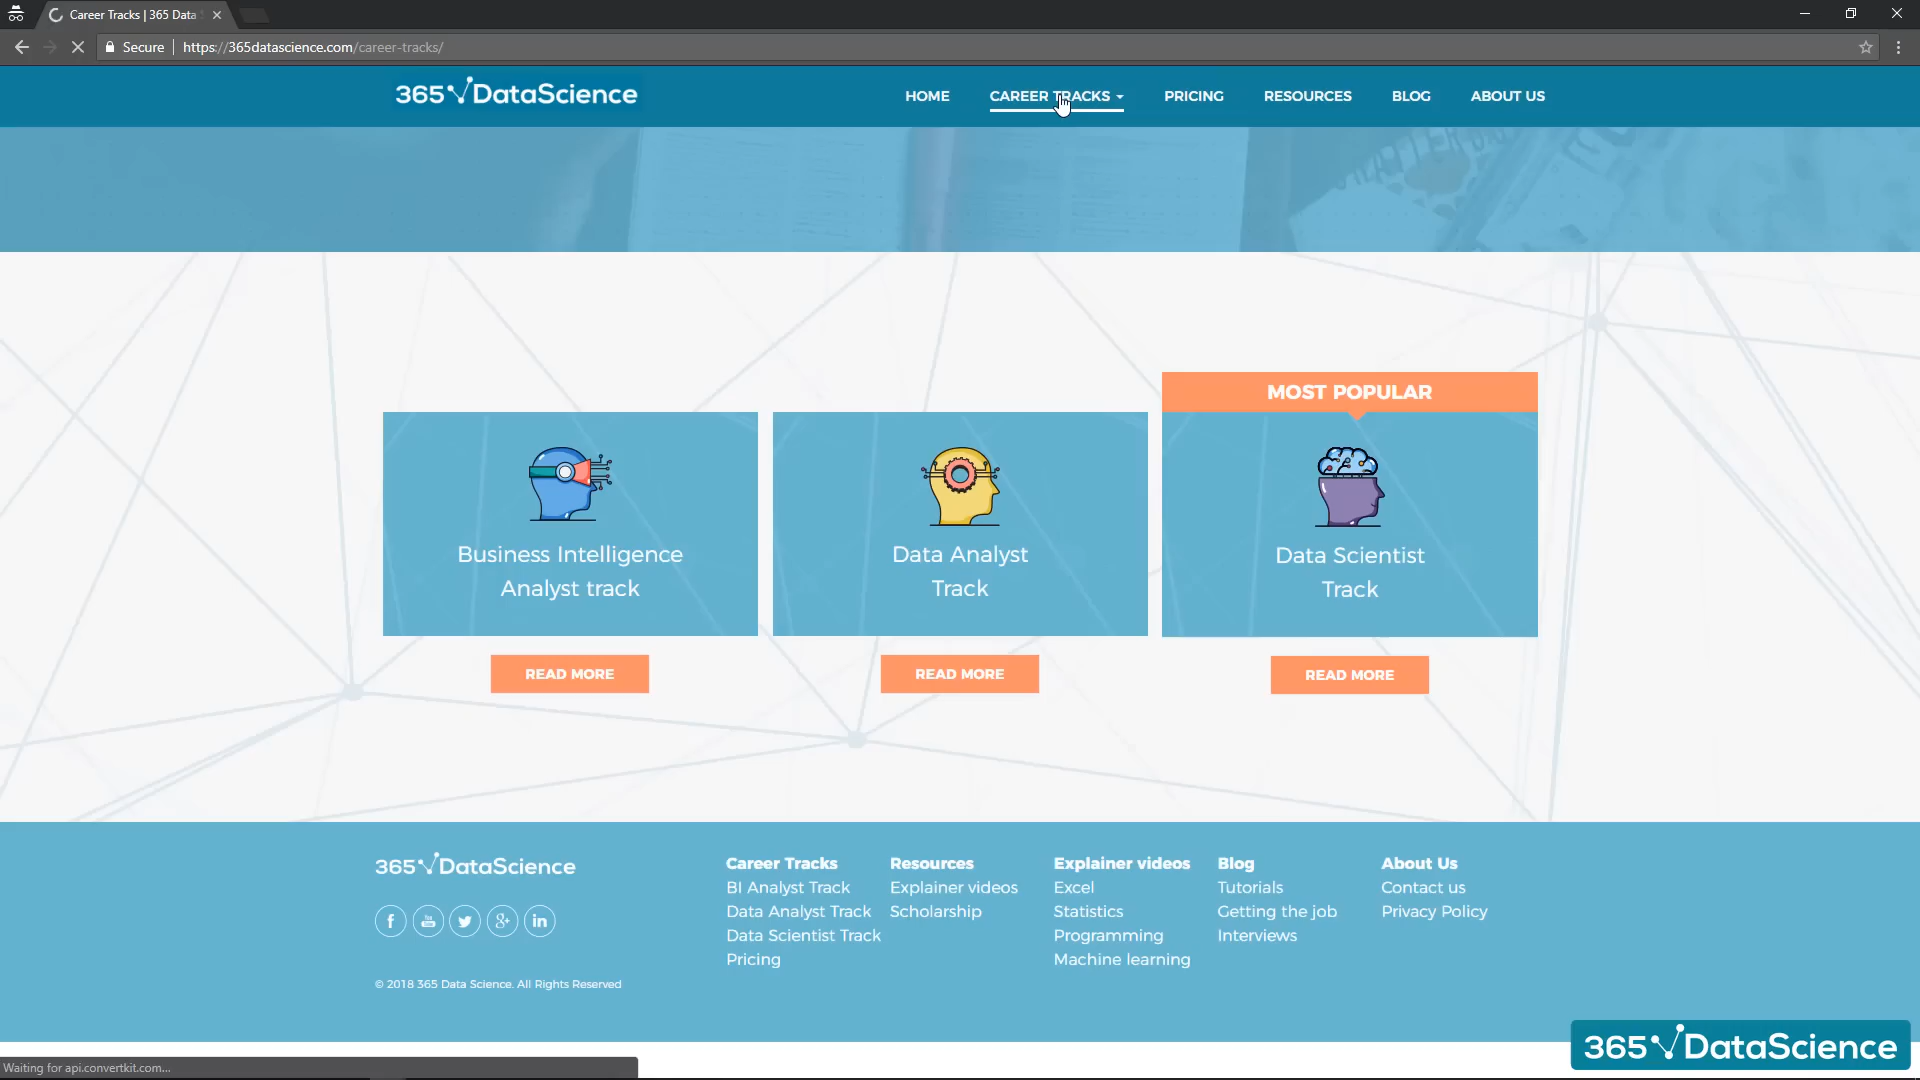 Career Tracks | 365 Data
Secure
https://365datascience.com/career-tracks/
365 DataScience
HOME
CAREER TRACKS
PRICING
RESOURCES
BLOG
ABOUT US
MOST POPULAR
Business Intelligence
Analyst track
Data Analyst
Track
Data Scientist
Track
READ MORE
READ MORE
READ MORE
365 DataScience
© 2018 365 Data Science. All Rights Reserved
Career Tracks
BI Analyst Track
Data Analyst Track
Data Scientist Track
Pricing
Resources
Explainer videos
Scholarship
Explainer videos
Excel
Statistics
Programming
Machine learning
Blog
Tutorials
Getting the job
Interviews
About Us
Contact us
Privacy Policy
365 DataScience
Waiting for api.convertkit.com...